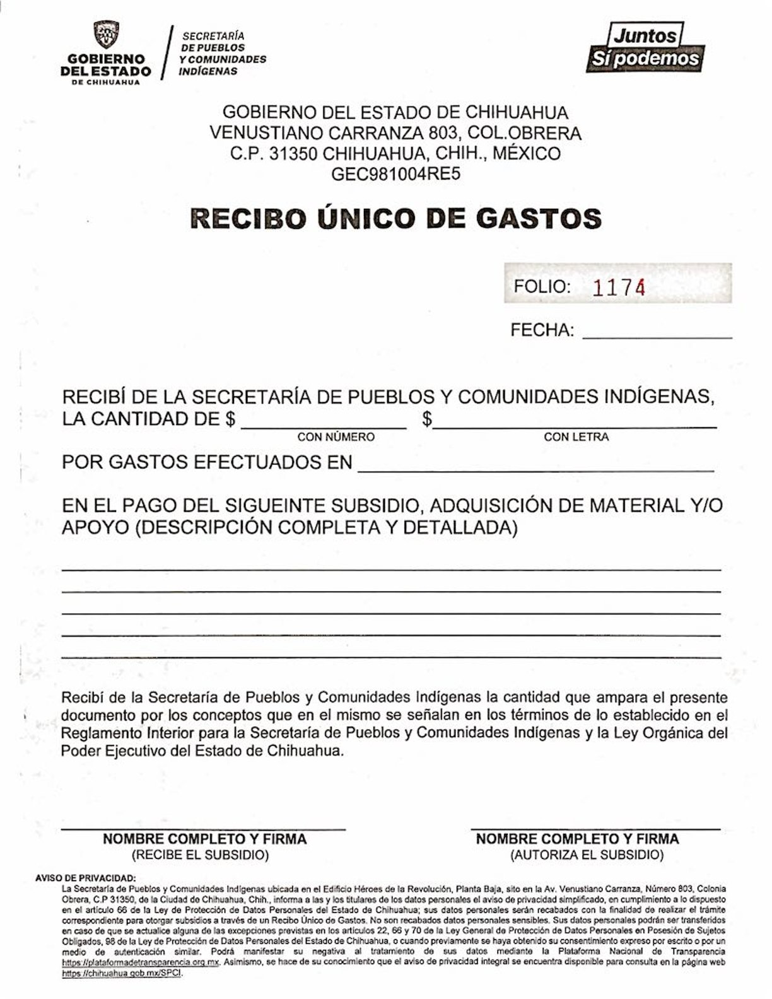 GOBIERNO
DEL ESTADO
DE CHIHUAHUA
SECRETARÍA
DE PUEBLOS
Y COMUNIDADES
INDÍGENAS
Juntos
Sí podemos
GOBIERNO DEL ESTADO DE CHIHUAHUA
VENUSTIANO CARRANZA 803, COL.OBRERA
C.P. 31350 CHIHUAHUA, CHIH., MÉXICO
GEC981004RE5
RECIBO ÚNICO DE GASTOS
FOLIO: 1174
FECHA:
RECIBÍ DE LA SECRETARÍA DE PUEBLOS Y COMUNIDADES INDÍGENAS,
LA CANTIDAD DE $ $
CON NÚMERO CON LETRA
POR GASTOS EFECTUADOS EN
EN EL PAGO DEL SIGUEINTE SUBSIDIO, ADQUISICIÓN DE MATERIAL Y/O
APOYO (DESCRIPCIÓN COMPLETA Y DETALLADA)
Recibí de la Secretaría de Pueblos y Comunidades Indígenas la cantidad que ampara el presente
documento por los conceptos que en el mismo se señalan en los términos de lo establecido en el
Reglamento Interior para la Secretaría de Pueblos y Comunidades Indígenas y la Ley Orgánica del
Poder Ejecutivo del Estado de Chihuahua.
NOMBRE COMPLETO Y FIRMA
(RECIBE EL SUBSIDIO)
NOMBRE COMPLETO Y FIRMA
(AUTORIZA EL SUBSIDIO)
AVISO DE PRIVACIDAD:
La Secretaría de Pueblos y Comunidades Indígenas ubicada en el Edificio Héroes de la Revolución, Planta Baja, sito en la Av. Venustiano Carranza, Número 803, Colonia
Obrera, C.P 31350, de la Ciudad de Chihuahua, Chih., informa a las y los titulares de los datos personales el aviso de privacidad simplificado, en cumplimiento a lo dispuesto
en el artículo 66 de la Ley de Protección de Datos Personales del Estado de Chihuahua; sus datos personales serán recabados con la finalidad de realizar el trámite
correspondiente para otorgar subsidios a través de un Recibo Único de Gastos. No son recabados datos personales sensibles. Sus datos personales podrán ser transferidos
en caso de que se actualice alguna de las excepciones previstas en los artículos 22, 66 y 70 de la Ley General de Protección de Datos Personales en Posesión de Sujetos
Obligados, 98 de la Ley de Protección de Datos Personales del Estado de Chihuahua, o cuando previamente se haya obtenido su consentimiento expreso por escrito o por un
medio de autenticación similar. Podrá manifestar su negativa al tratamiento de sus datos mediante la Plataforma Nacional de Transparencia
https://plataformadetransparencia.org.mx. Asimismo, se hace de su conocimiento que el aviso de privacidad integral se encuentra disponible para consulta en la página web
https://chihuahua.gob.mx/SPCI.